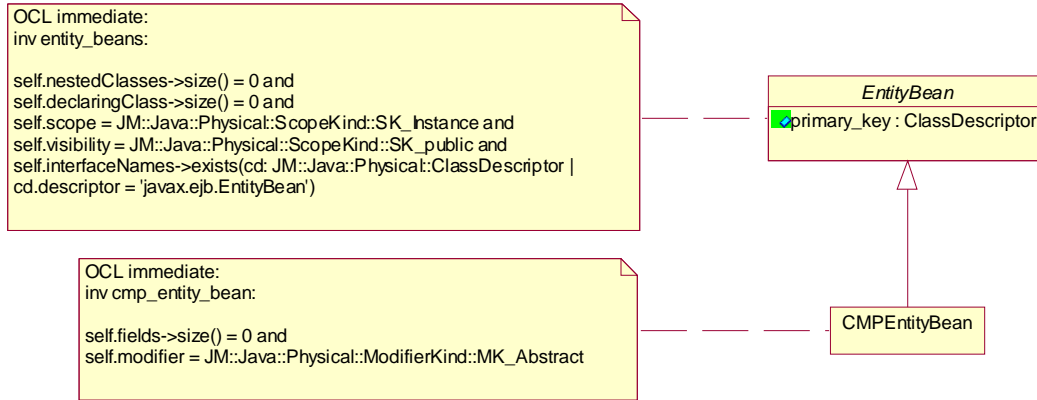 OCL immediate:
inv entity_beans:
self.nestedClasses->size() = 0 and
self.declaringClass->size() = 0 and
self.scope = JM::Java::Physical::ScopeKind::SK_Instance and
self.visibility = JM::Java::Physical::ScopeKind::SK_public and
self.interfaceNames->exists(cd: JM::Java::Physical::ClassDescriptor |
cd.descriptor = 'javax.ejb.EntityBean')
EntityBean
primary_key : ClassDescriptor
OCL immediate:
inv cmp_entity_bean:
self.fields->size() = 0 and
self.modifier = JM::Java::Physical::ModifierKind::MK_Abstract
CMPEntityBean